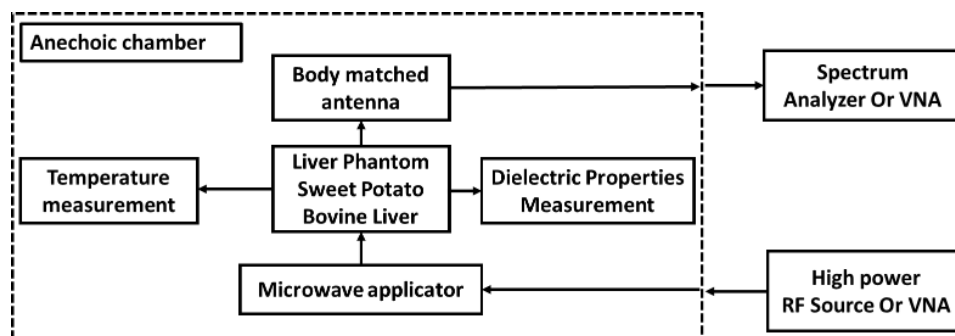 Anechoic chamber
Body matched
antenna
Spectrum
Analyzer Or VNA
Temperature
measurement
Liver Phantom
Sweet Potato
Bovine Liver
Dielectric Properties
Measurement
Microwave applicator
High power
RF Source Or VNA